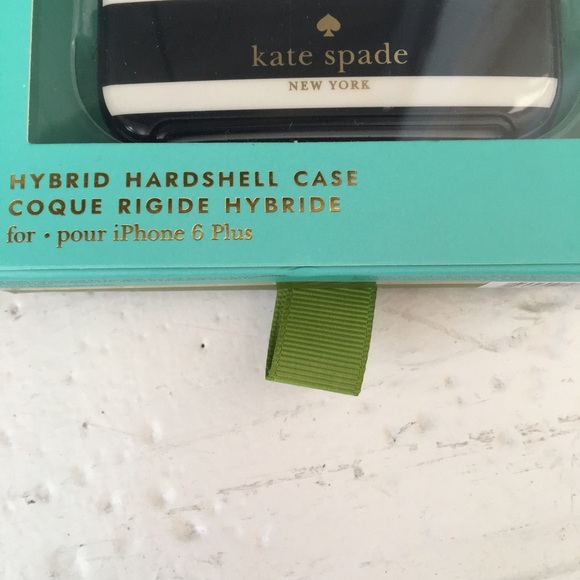 kate spade
NEW YORK
HYBRID HARDSHELL CASE
COQUE RIGIDE HYBRIDE
for • pour iPhone 6 Plus